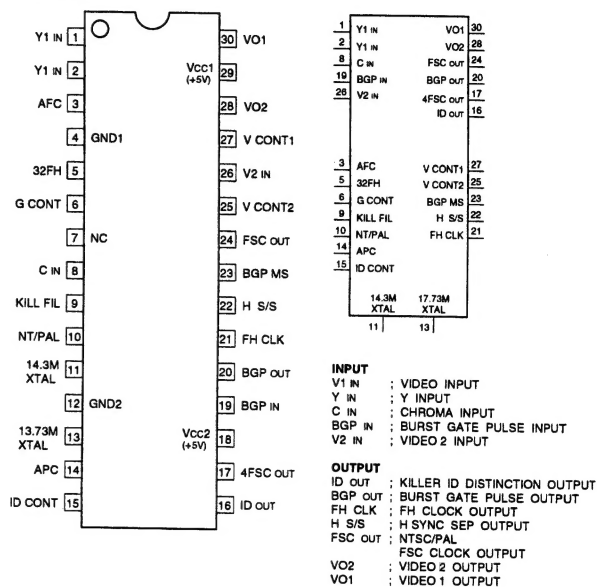 Y1 IN 1
Y1 IN 2
AFC 3
4 GND1
32FH 5
G CONT 6
7 NC
C IN 8
KILL FIL 9
NT/PAL 10
14.3M
XTAL 11
12 GND2
13.73M
XTAL 13
APC 14
ID CONT 15
30 VO1
VCC1
(+5V) 29
28 VO2
27 V CONT1
26 V2 IN
25 V CONT2
24 FSC OUT
23 BGP MS
22 H S/S
21 FH CLK
20 BGP OUT
19 BGP IN
VCC2
(+5V) 18
17 4FSC OUT
16 ID OUT
1 Y1 IN VO1 30
2 Y1 IN VO2 28
8 C IN FSC OUT 24
19 BGP IN BGP OUT 20
26 V2 IN 4FSC OUT 17
ID OUT 16
3 AFC V CONT1 27
5 32FH V CONT2 25
6 G CONT BGP MS 23
9 KILL FIL H S/S 22
10 NT/PAL FH CLK 21
14 APC
15 ID CONT
14.3M 17.73M
XTAL XTAL
11 13
INPUT
V1 IN ; VIDEO INPUT
Y IN ; Y INPUT
C IN ; CHROMA INPUT
BGP IN ; BURST GATE PULSE INPUT
V2 IN ; VIDEO 2 INPUT
OUTPUT
ID OUT ; KILLER ID DISTINCTION OUTPUT
BGP OUT ; BURST GATE PULSE OUTPUT
FH CLK ; FH CLOCK OUTPUT
H S/S ; H SYNC SEP OUTPUT
FSC OUT ; NTSC/PAL
FSC CLOCK OUTPUT
VO2 ; VIDEO 2 OUTPUT
VO1 ; VIDEO 1 OUTPUT